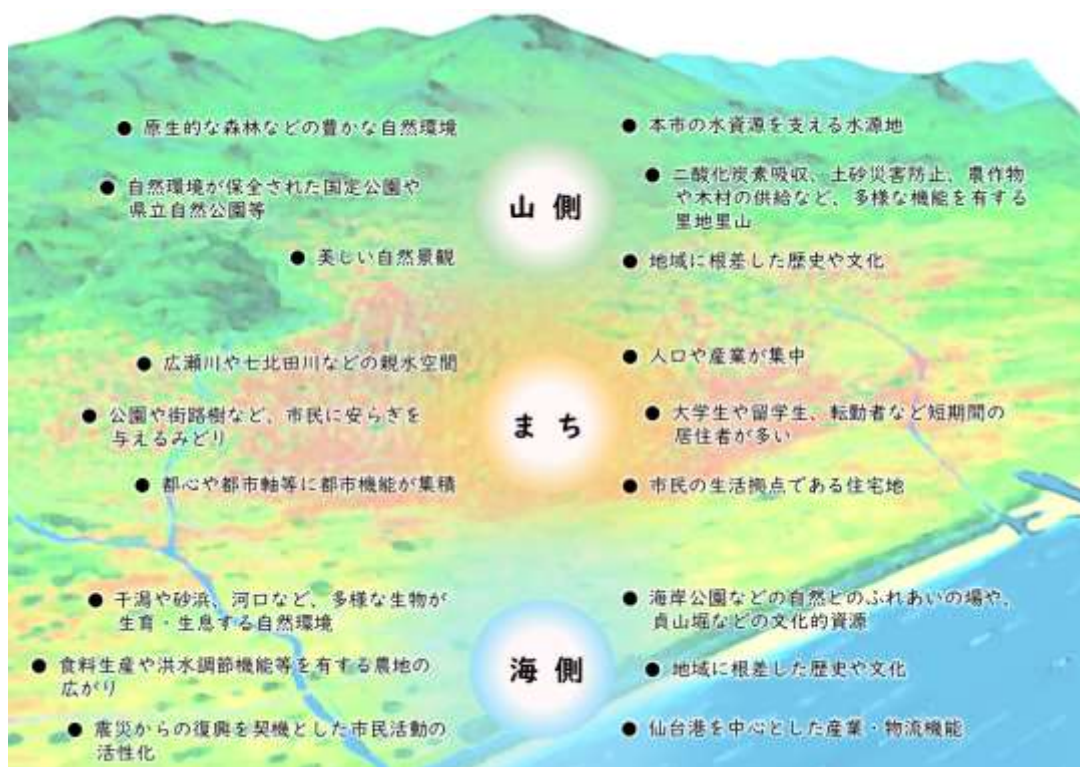 ● 原生的な森林などの豊かな自然環境
● 自然環境が保全された国定公園や
県立自然公園等
● 美しい自然景観
山側
● 本市の水資源を支える水源地
● 二酸化炭素吸収、土砂災害防止、農作物
や木材の供給など、多様な機能を有する
里地里山
● 地域に根差した歴史や文化
● 広瀬川や七北田川などの親水空間
● 公園や街路樹など、市民に安らぎを
与えるみどり
● 都心や都市軸等に都市機能が集積
まち
● 人口や産業が集中
● 大学生や留学生、転勤者など短期間の
居住者が多い
● 市民の生活拠点である住宅地
● 干潟や砂浜、河口など、多様な生物が
生育・生息する自然環境
● 食料生産や洪水調節機能等を有する農地の
広がり
● 震災からの復興を契機とした市民活動の
活性化
海側
● 海岸公園などの自然とのふれあいの場や、
貞山堀などの文化的資源
● 地域に根差した歴史や文化
● 仙台港を中心とした産業・物流機能